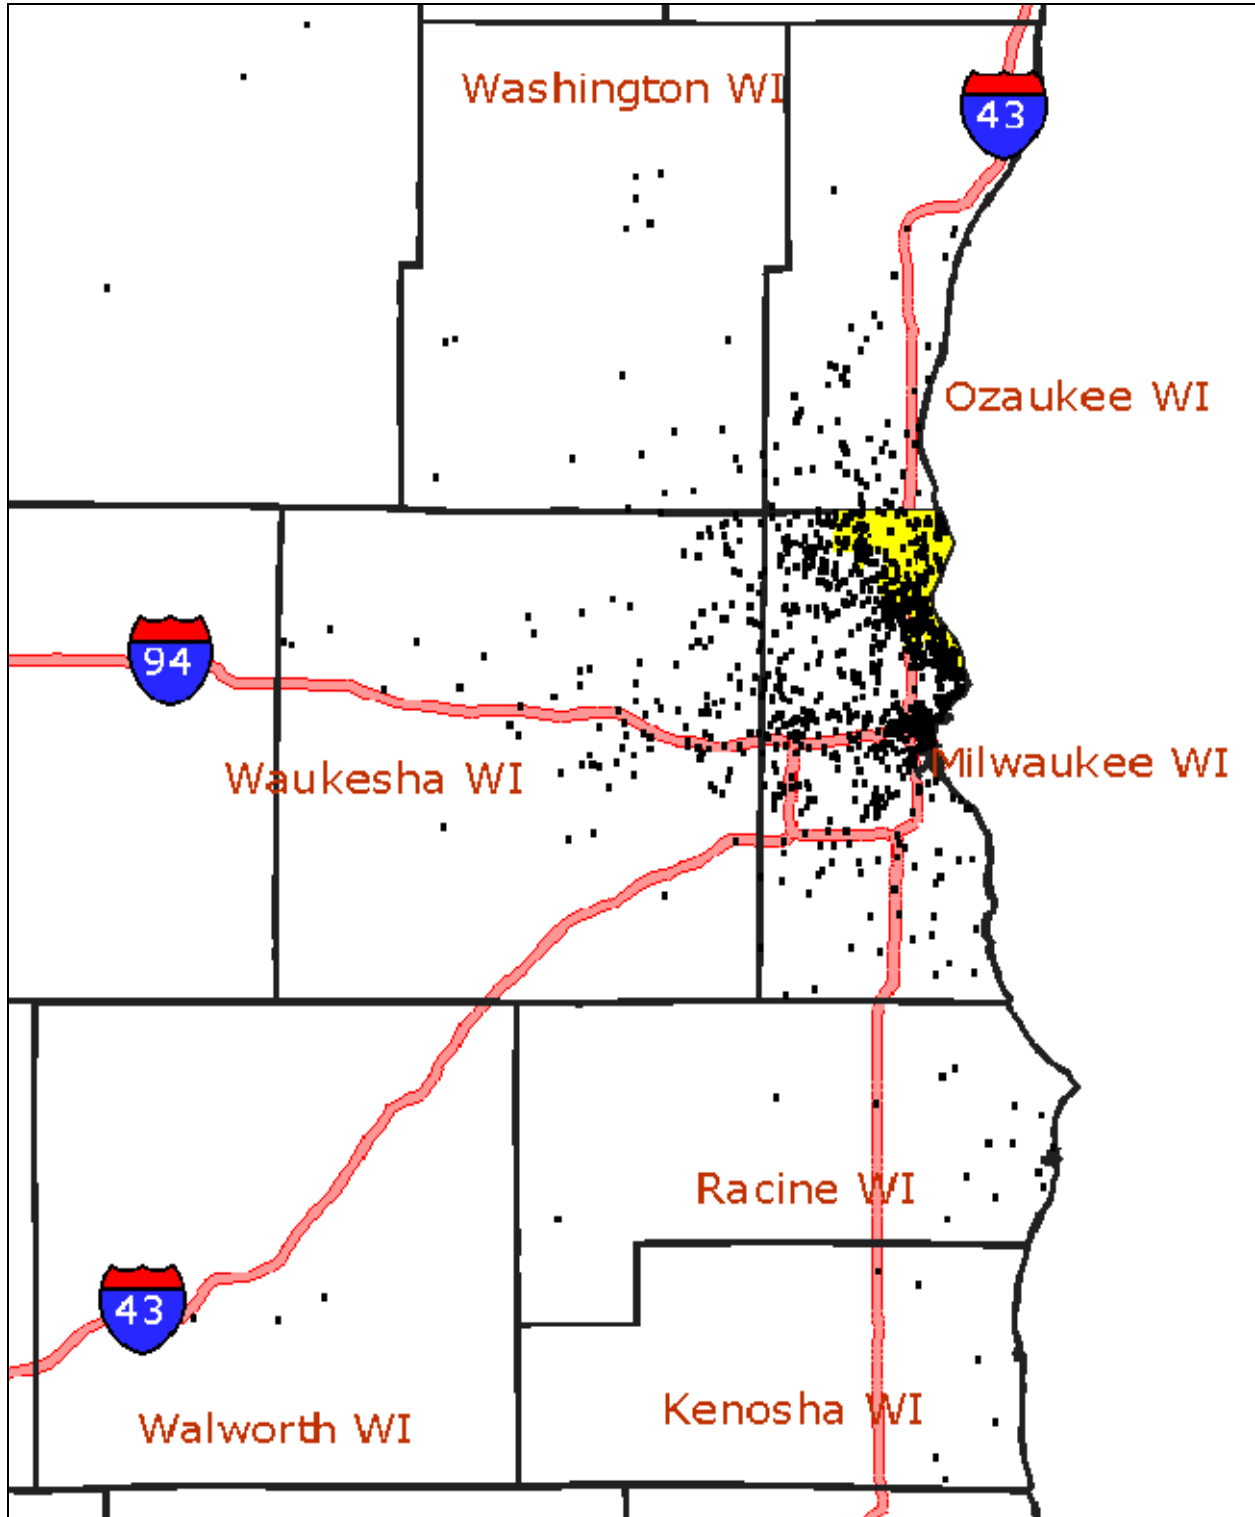 Washington WI
43
Ozaukee WI
94
Waukesha WI
Milwaukee WI
Racine WI
43
Kenosha WI
Walworth WI